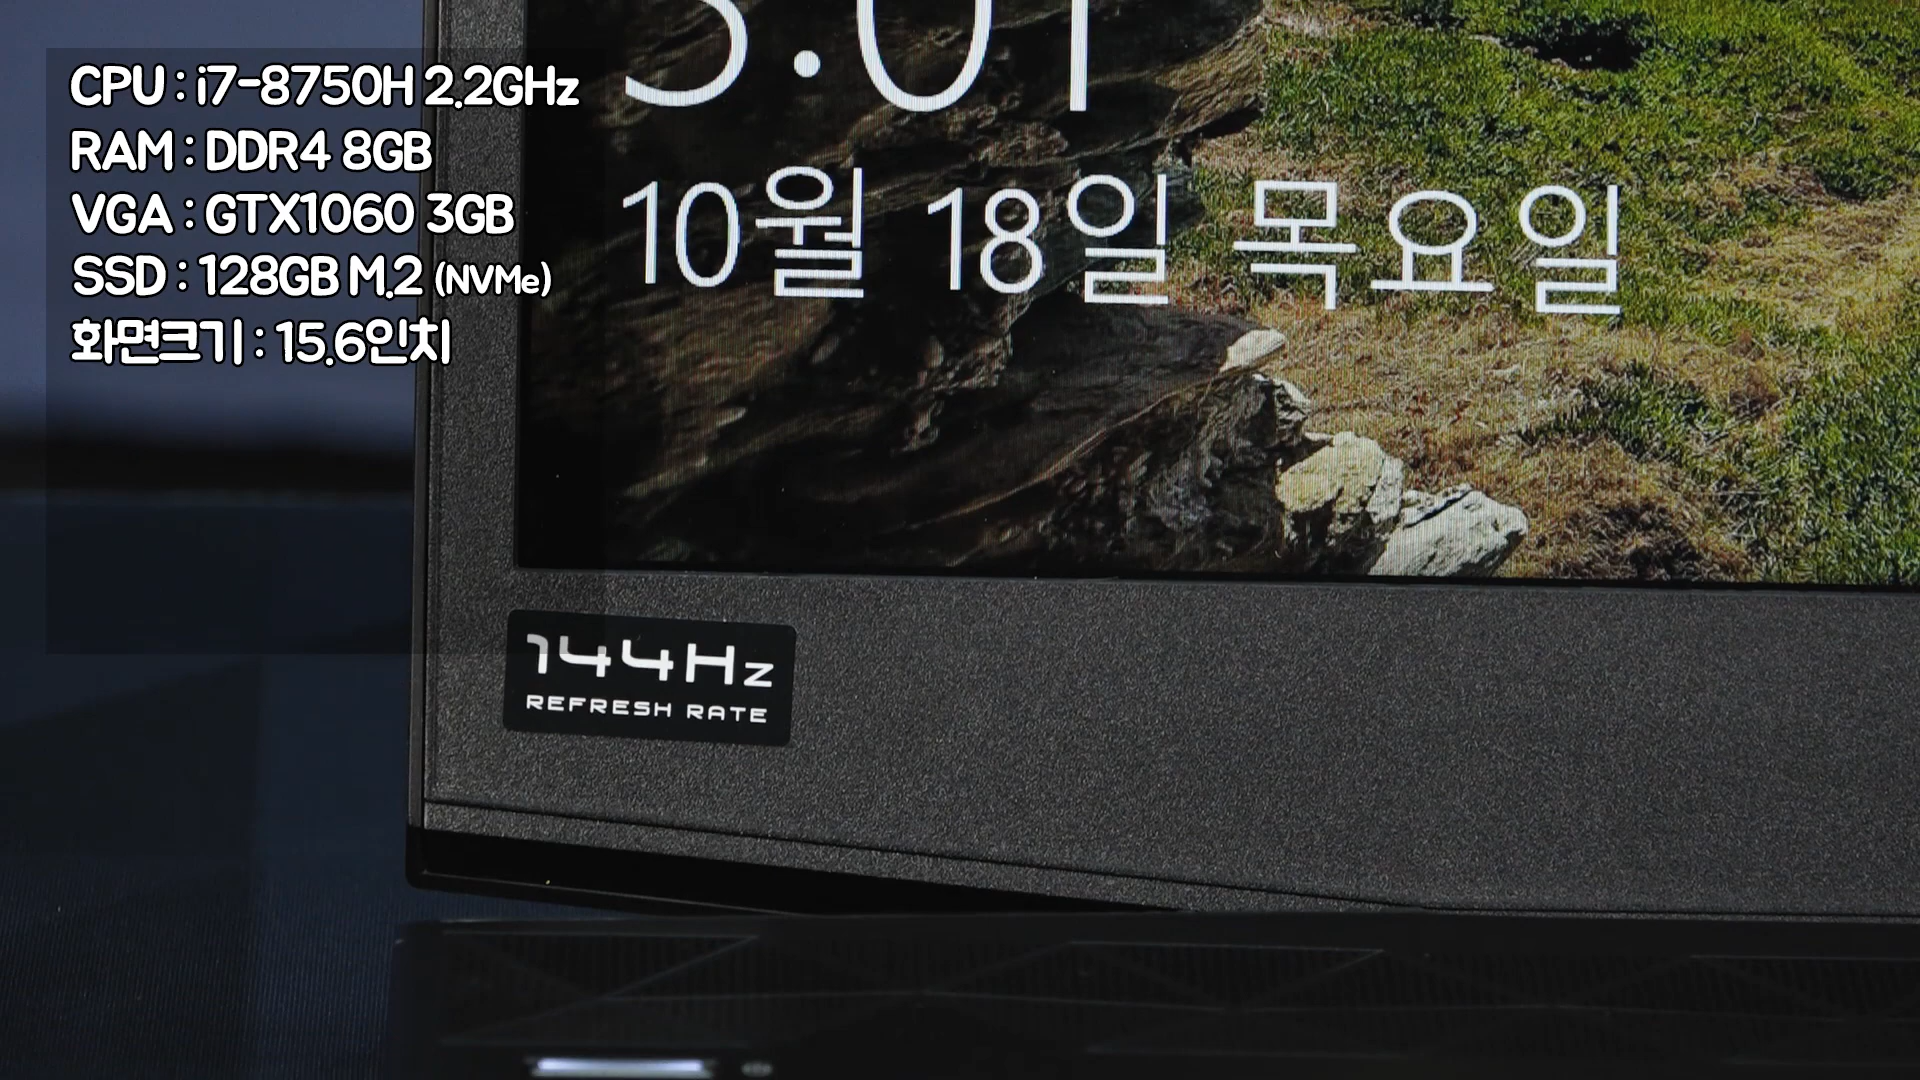 CPU : i7-8750H 2.2GHz
RAM : DDR4 8GB
VGA : GTX1060 3GB
SSD : 128GB M.2 (NVMe)
화면크기 : 15.6인치
10월 18일 목요일
144Hz
REFRESH RATE